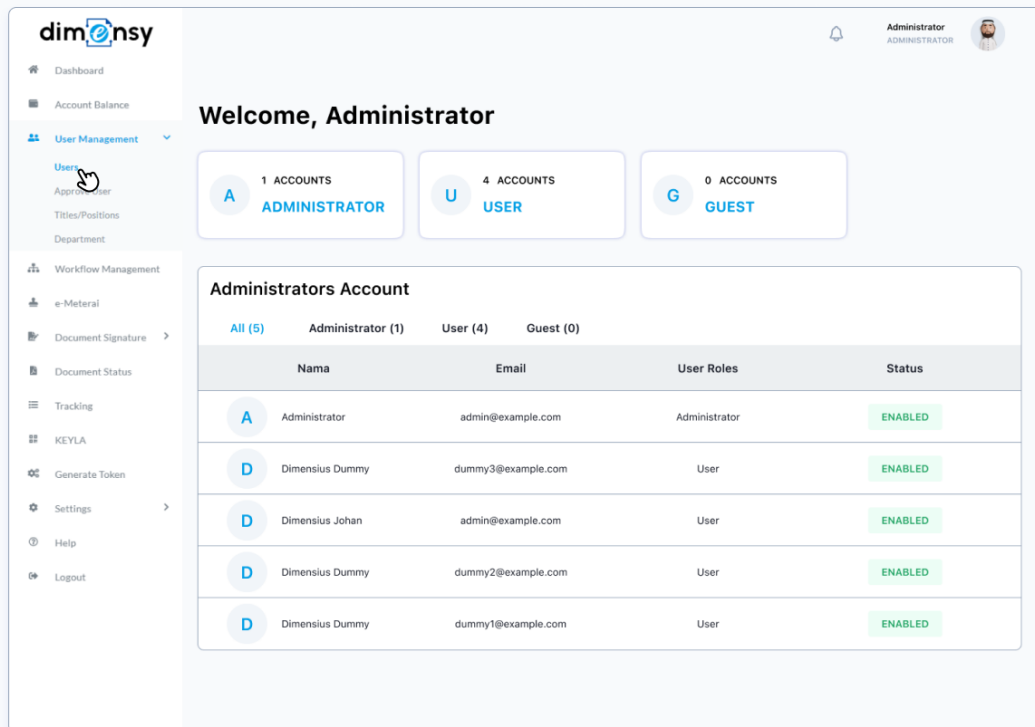 dimensy
Administrator
ADMINISTRATOR
Dashboard
Account Balance
User Management
Users
Approve User
Titles/Positions
Department
Workflow Management
e-Meterai
Document Signature
Document Status
Tracking
KEYLA
Generate Token
Settings
Help
Logout
Welcome, Administrator
A
1 ACCOUNTS
ADMINISTRATOR
U
4 ACCOUNTS
USER
G
0 ACCOUNTS
GUEST
Administrators Account
All (5) Administrator (1) User (4) Guest (0)
Nama Email User Roles Status
A Administrator admin@example.com Administrator ENABLED
D Dimensius Dummy dummy3@example.com User ENABLED
D Dimensius Johan admin@example.com User ENABLED
D Dimensius Dummy dummy2@example.com User ENABLED
D Dimensius Dummy dummy1@example.com User ENABLED